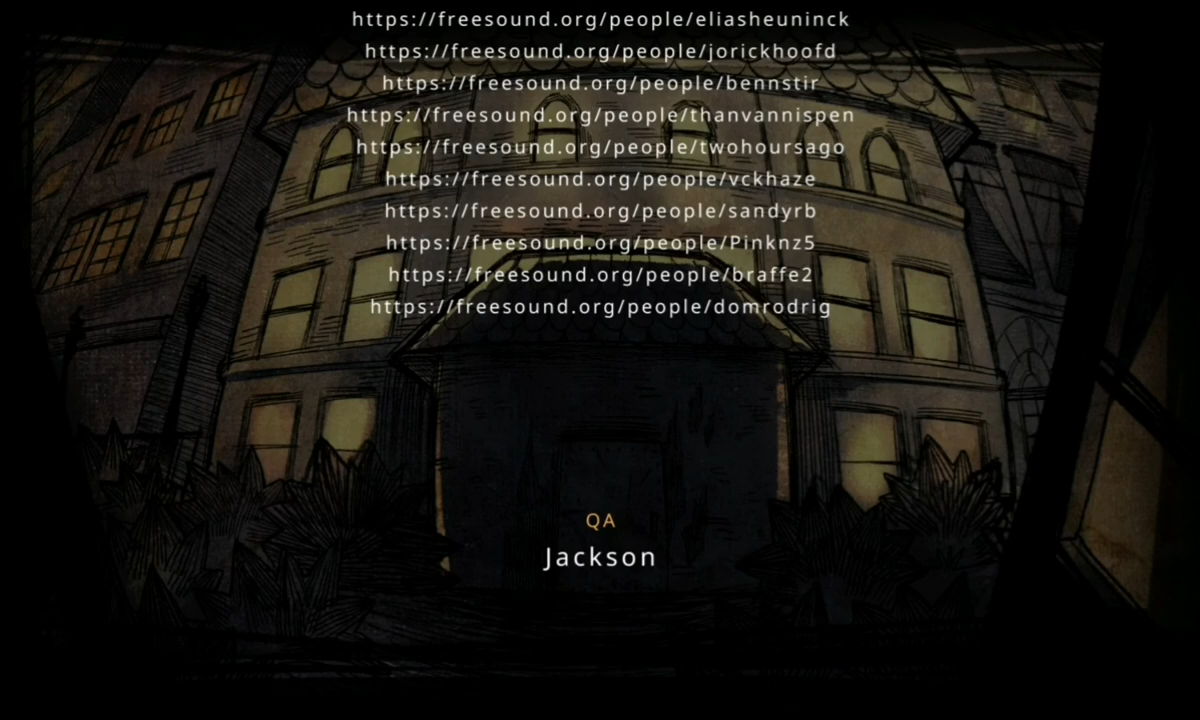 https://freesound.org/people/eliasheuninck
https://freesound.org/people/jorickhoofd
https://freesound.org/people/bennstir
https://freesound.org/people/thanvannispen
https://freesound.org/people/twohoursago
https://freesound.org/people/vckhaze
https://freesound.org/people/sandyrb
https://freesound.org/people/Pinknz5
https://freesound.org/people/braffe2
https://freesound.org/people/domrodrig
QA
Jackson